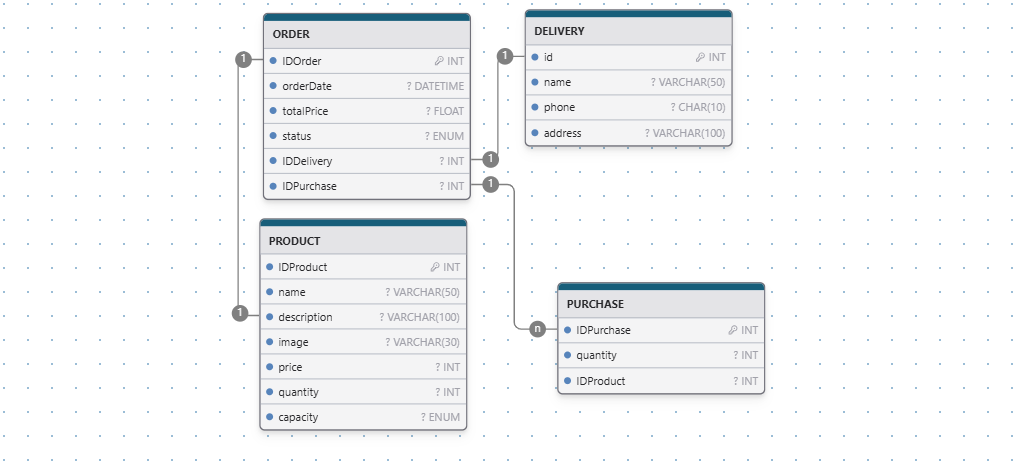 ORDER
1 IDOrder INT
orderDate ? DATETIME
totalPrice ? FLOAT
status ? ENUM
IDDelivery ? INT 1
IDPurchase ? INT 1
DELIVERY
1 id INT
name ? VARCHAR(50)
phone ? CHAR(10)
address ? VARCHAR(100)
PRODUCT
IDProduct INT
name ? VARCHAR(50)
1 description ? VARCHAR(100)
image ? VARCHAR(30)
price ? INT
quantity ? INT
capacity ? ENUM
PURCHASE
n IDPurchase INT
quantity ? INT
IDProduct ? INT